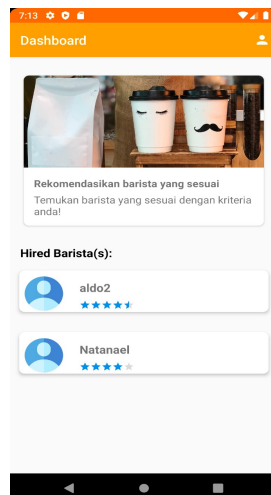 7:13
Dashboard
Rekomendasikan barista yang sesuai
Temukan barista yang sesuai dengan kriteria
anda!
Hired Barista(s):
aldo2
Natanael